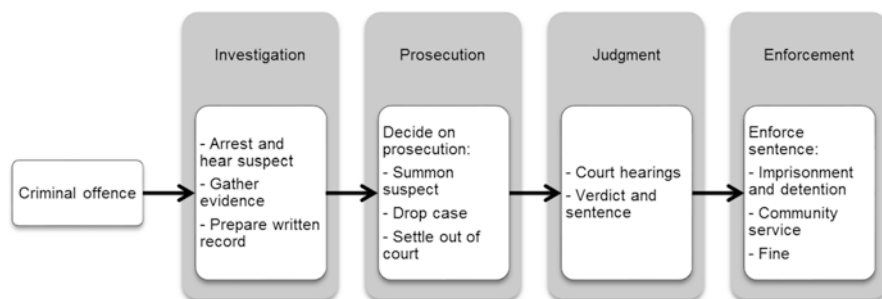 Investigation
Prosecution
Judgment
Enforcement
Criminal offence
- Arrest and
hear suspect
- Gather
evidence
- Prepare written
record
Decide on
prosecution:
- Summon
suspect
- Drop case
- Settle out of
court
- Court hearings
- Verdict and
sentence
Enforce
sentence:
- Imprisonment
and detention
- Community
service
- Fine